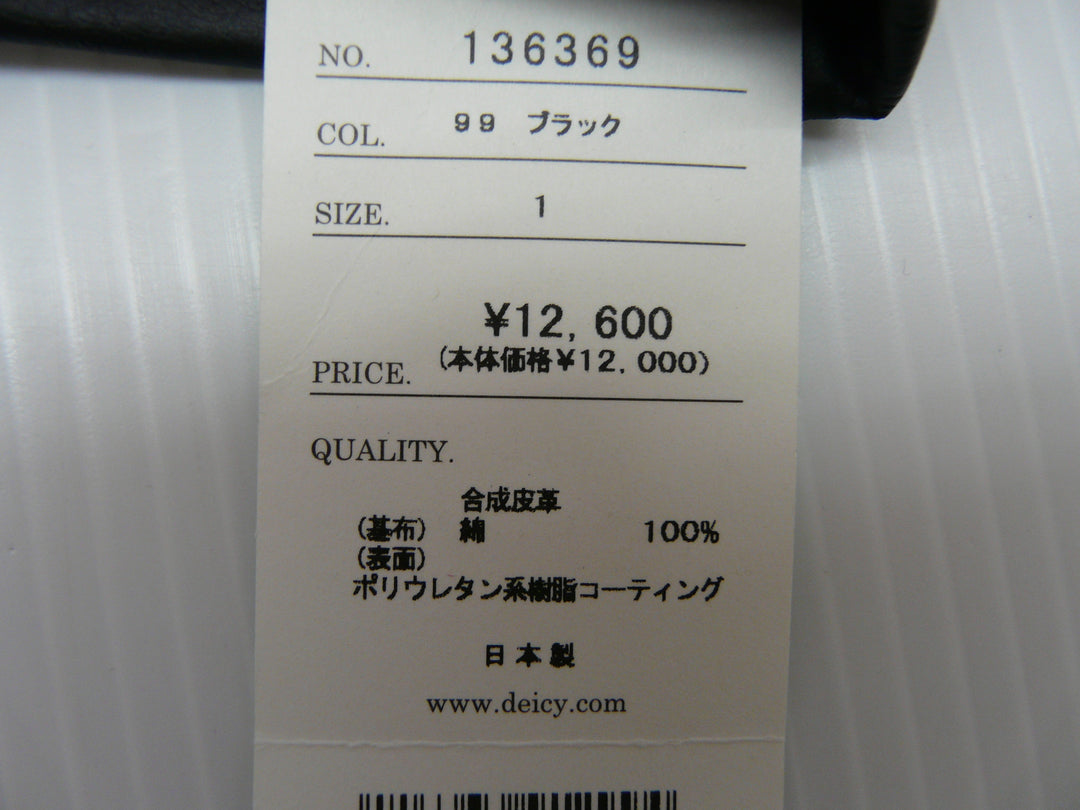 NO. 136369
COL. 99 ブラック
SIZE. 1
¥12,600
PRICE. (本体価格¥12,000)
QUALITY.
合成皮革
(基布) 綿 100%
(表面)
ポリウレタン系樹脂コーティング
日本製
www.deicy.com